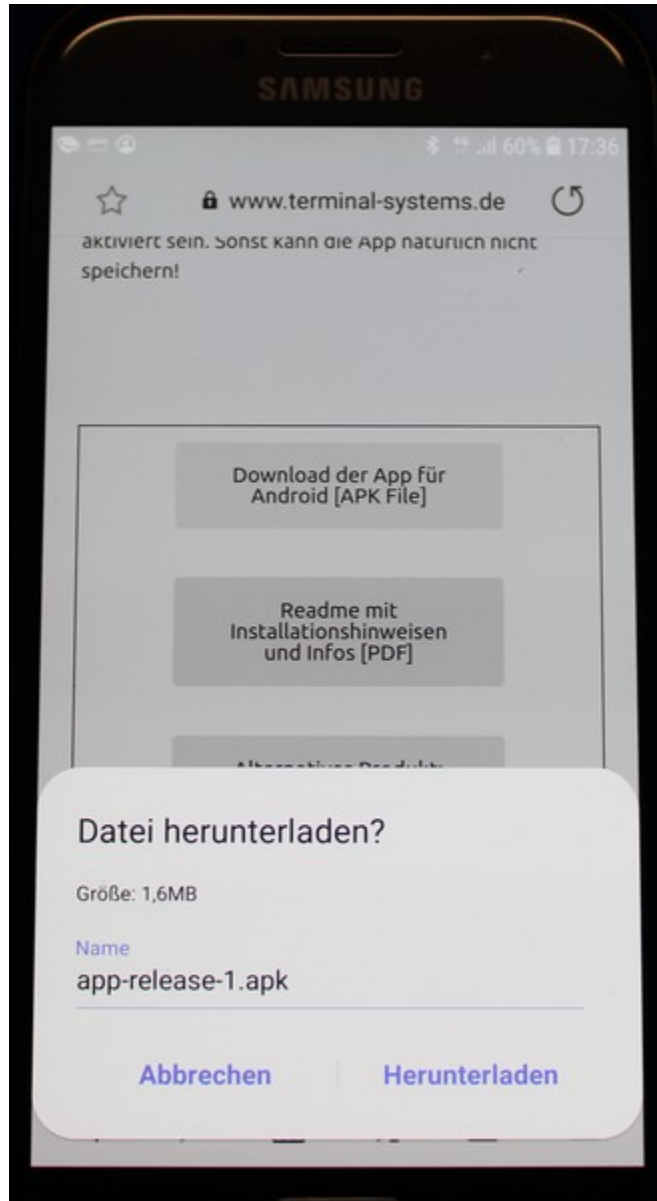 SAMSUNG
60% 17:36
www.terminal-systems.de
aktiviert sein. Sonst kann die App natürlich nicht
speichern!
Download der App für
Android [APK File]
Readme mit
Installationshinweisen
und Infos [PDF]
Alternatives Produkt:
Datei herunterladen?
Größe: 1,6MB
Name
app-release-1.apk
Abbrechen
Herunterladen